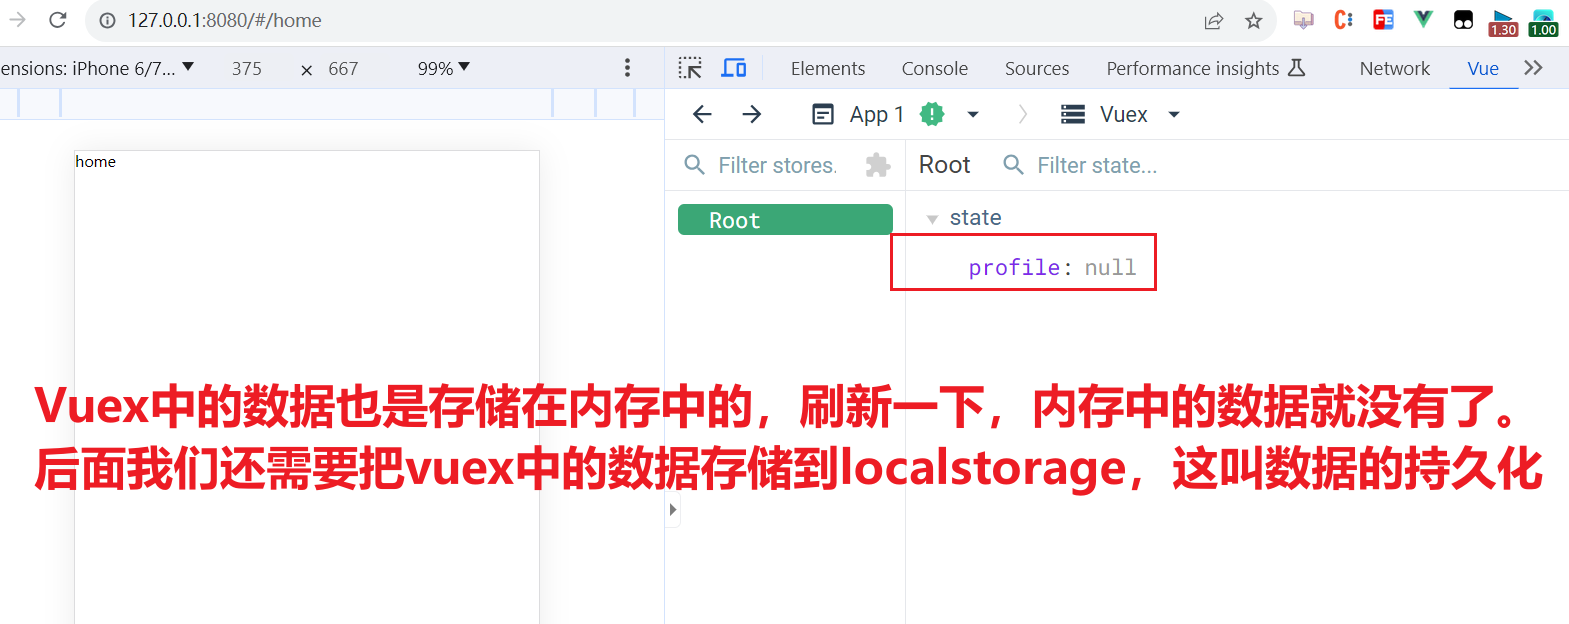 127.0.0.1:8080/#/home
1.30
1.00
ensions: iPhone 6/7...
375
×
667
99%
Elements
Console
Sources
Performance insights
Network
Vue
App 1
Vuex
Filter stores.
Root
Filter state...
home
Root
state
profile: null
Vuex中的数据也是存储在内存中的，刷新一下，内存中的数据就没有了。
后面我们还需要把vuex中的数据存储到localstorage，这叫数据的持久化